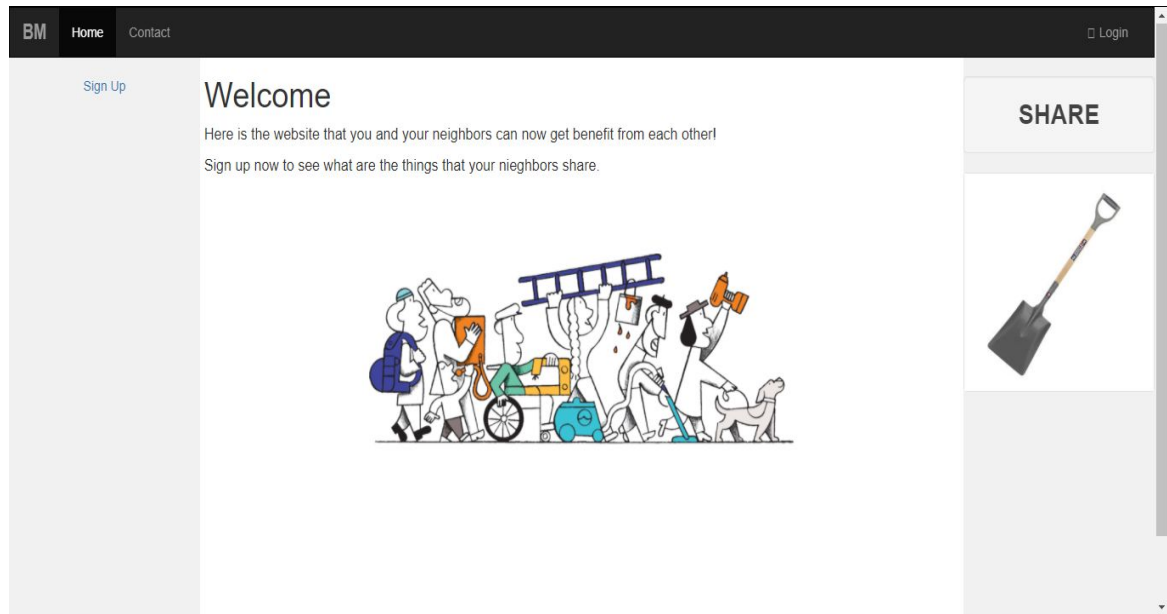 BM Home Contact Login
Sign Up
Welcome
Here is the website that you and your neighbors can now get benefit from each other!
Sign up now to see what are the things that your nieghbors share.
SHARE